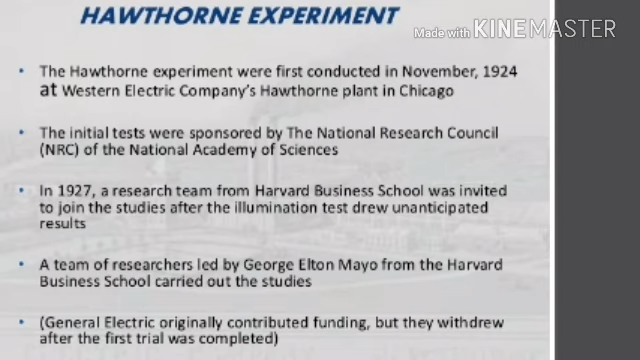 HAWTHORNE EXPERIMENT
Made with KINEMASTER
• The Hawthorne experiment were first conducted in November, 1924
at Western Electric Company's Hawthorne plant in Chicago
• The initial tests were sponsored by The National Research Council
(NRC) of the National Academy of Sciences
• In 1927, a research team from Harvard Business School was invited
to join the studies after the illumination test drew unanticipated
results
• A team of researchers led by George Elton Mayo from the Harvard
Business School carried out the studies
• (General Electric originally contributed funding, but they withdrew
after the first trial was completed)